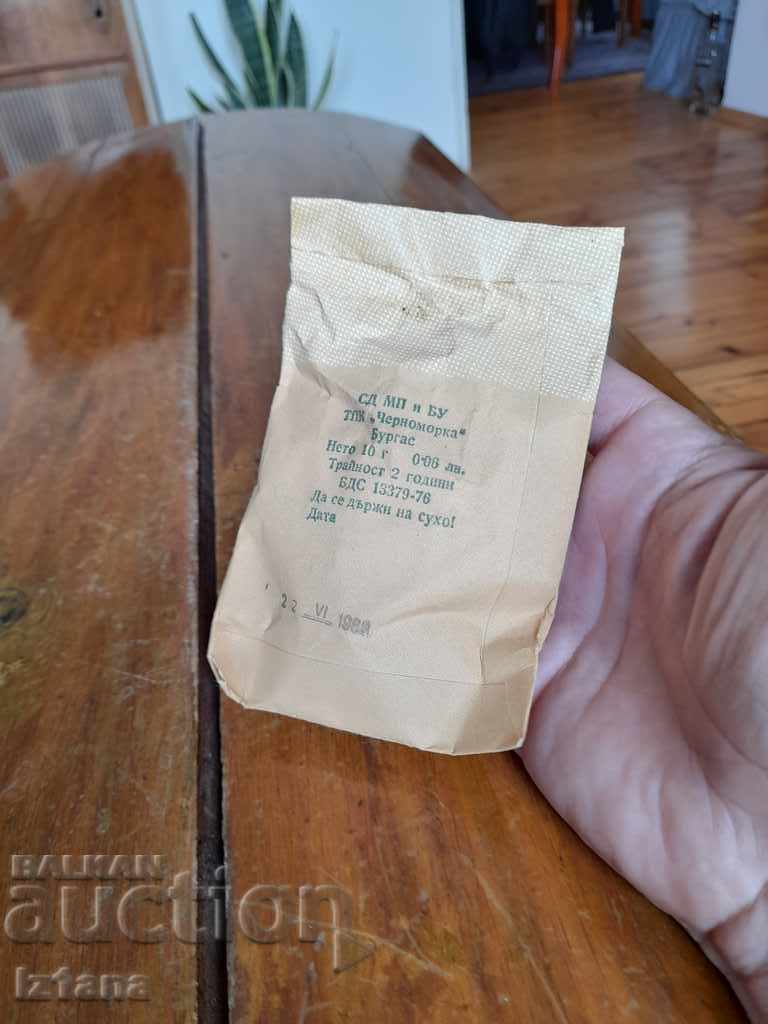 СД МП и БУ
ТПК „Черноморка“
Бургас
Нето 10 г 0·06 лв.
Трайност 2 години
БДС 13379-76
Да се държи на сухо!
Дата
22 VI
BALKAN
auction
Iztana